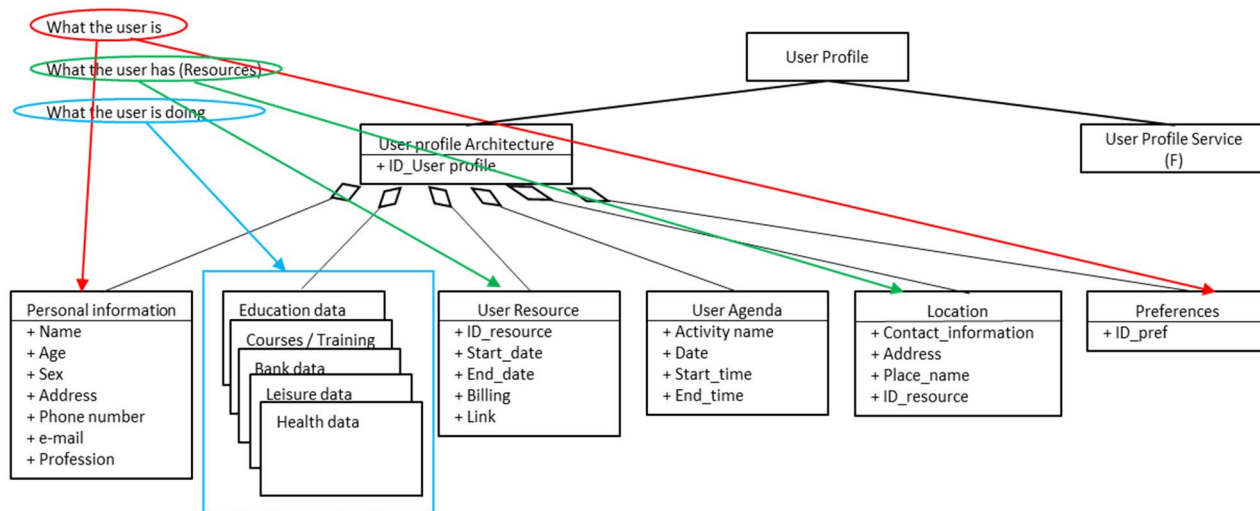 What the user is
What the user has (Resources)
What the user is doing
User Profile
User profile Architecture
+ ID_User profile
User Profile Service
(F)
Personal information
+ Name
+ Age
+ Sex
+ Address
+ Phone number
+ e-mail
+ Profession
Education data
Courses / Training
Bank data
Leisure data
Health data
User Resource
+ ID_resource
+ Start_date
+ End_date
+ Billing
+ Link
User Agenda
+ Activity name
+ Date
+ Start_time
+ End_time
Location
+ Contact_information
+ Address
+ Place_name
+ ID_resource
Preferences
+ ID_pref